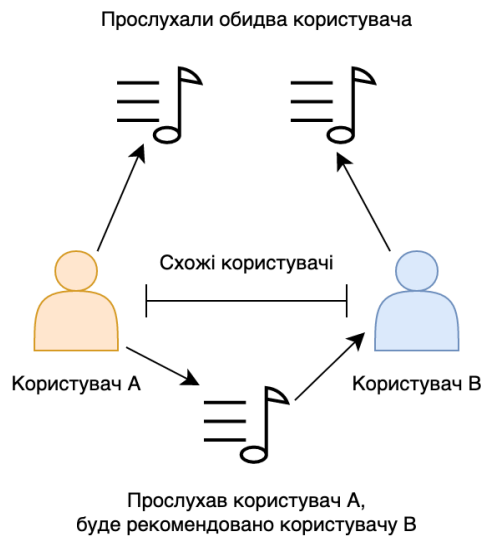 Прослухали обидва користувача
Схожі користувачі
Користувач А
Користувач В
Прослухав користувач А,
буде рекомендовано користувачу В